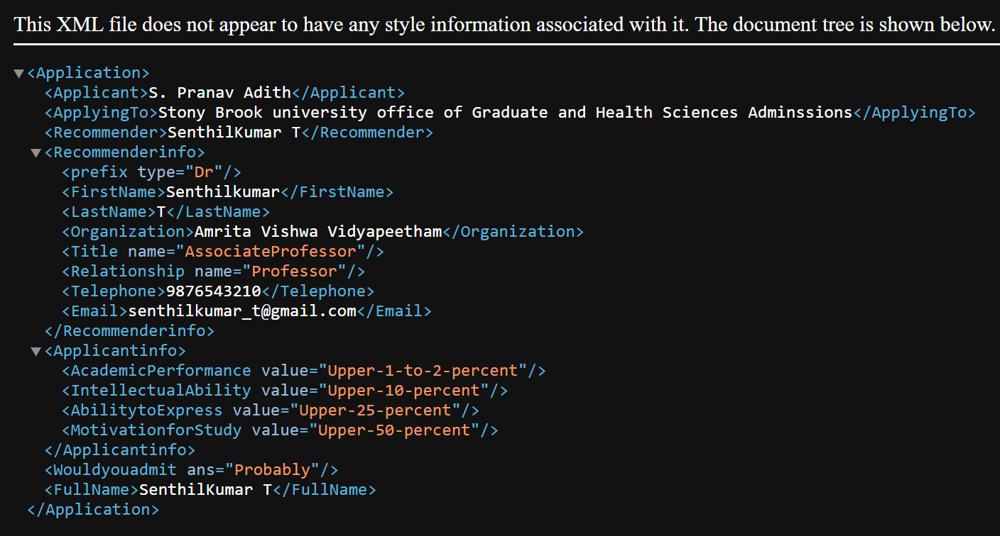 This XML file does not appear to have any style information associated with it. The document tree is shown below.
<Application>
<Applicant>S. Pranav Adith</Applicant>
<ApplyingTo>Stony Brook university office of Graduate and Health Sciences Adminssions</ApplyingTo>
<Recommender>SenthilKumar T</Recommender>
<Recommenderinfo>
<prefix type="Dr"/>
<FirstName>Senthilkumar</FirstName>
<LastName>T</LastName>
<Organization>Amrita Vishwa Vidyapeetham</Organization>
<Title name="AssociateProfessor"/>
<Relationship name="Professor"/>
<Telephone>9876543210</Telephone>
<Email>senthilkumar_t@gmail.com</Email>
</Recommenderinfo>
<Applicantinfo>
<AcademicPerformance value="Upper-1-to-2-percent"/>
<IntellectualAbility value="Upper-10-percent"/>
<AbilitytoExpress value="Upper-25-percent"/>
<MotivationforStudy value="Upper-50-percent"/>
</Applicantinfo>
<Wouldyouadmit ans="Probably"/>
<FullName>SenthilKumar T</FullName>
</Application>